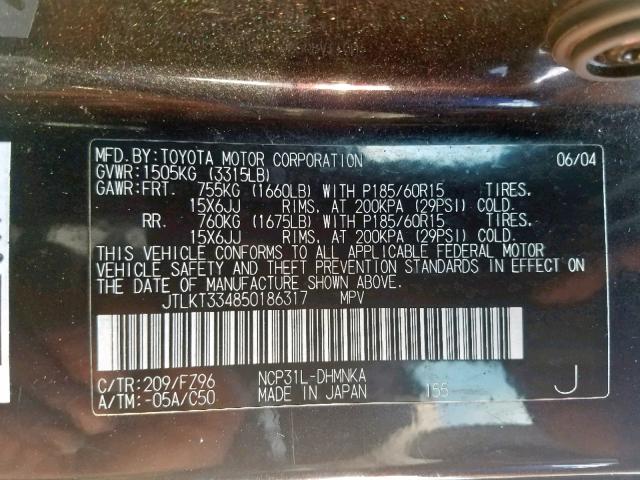 MFD.BY:TOYOTA MOTOR CORPORATION 06/04
GVWR:1505KG (3315LB)
GAWR:FRT. 755KG (1660LB) WITH P185/60R15 TIRES.
15X6JJ RIMS, AT 200KPA (29PSI) COLD.
RR. 760KG (1675LB) WITH P185/60R15 TIRES.
15X6JJ RIMS, AT 200KPA (29PSI) COLD.
THIS VEHICLE CONFORMS TO ALL APPLICABLE FEDERAL MOTOR
VEHICLE SAFETY AND THEFT PREVENTION STANDARDS IN EFFECT ON
THE DATE OF MANUFACTURE SHOWN ABOVE.
JTLKT334850186317 MPV
C/TR:209/FZ96 NCP31L-DHMNKA
A/TM:-05A/C50 MADE IN JAPAN 155 J